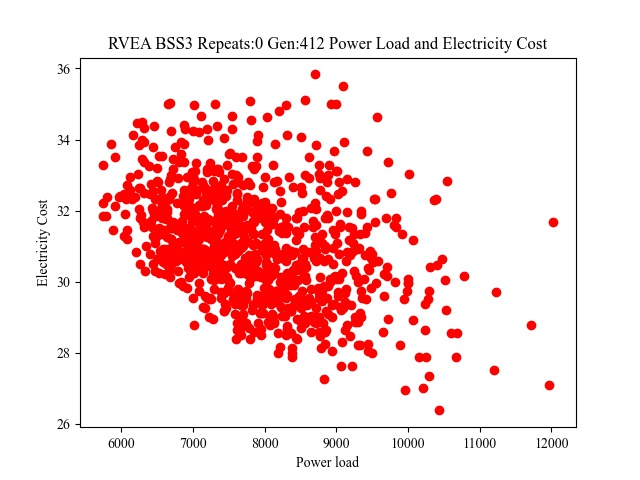 RVEA BSS3 Repeats:0 Gen:412 Power Load and Electricity Cost
36
34
32
30
28
26
Electricity Cost
6000 7000 8000 9000 10000 11000 12000
Power load